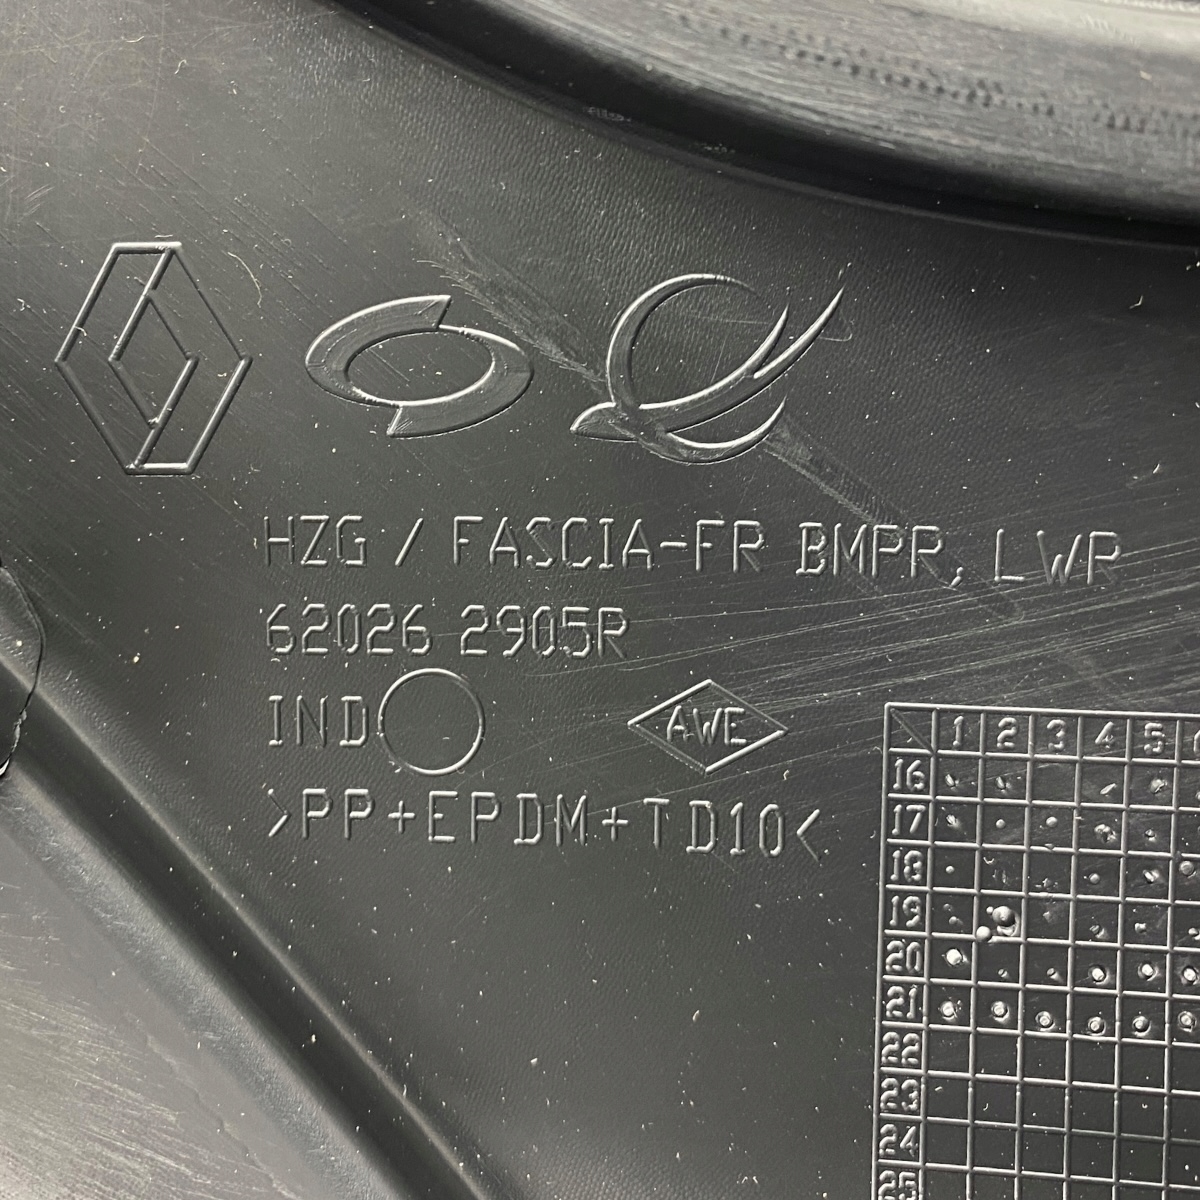 HZG / FASCIA-FR BMPR, LWR
62026 2905R
IND
AWE
>PP+EPDM+TD10<
1 2 3 4 5
16
17
18
19
20
21
22
23
24
25